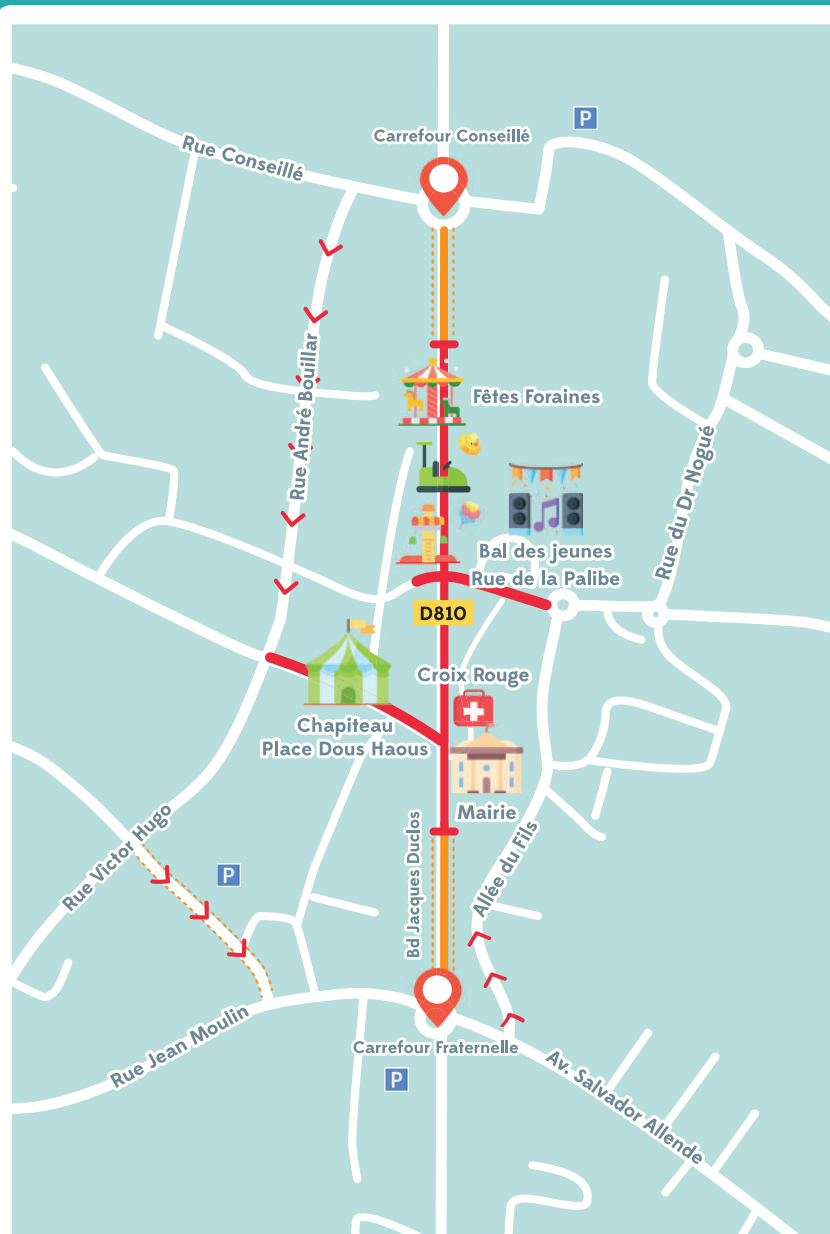 P
Carrefour Conseillé
Rue Conseillé
Rue André Bouillar
Fêtes Foraines
Rue du Dr Nogué
Bal des jeunes
Rue de la Palibe
D810
Croix Rouge
Chapiteau
Place Dous Haous
Mairie
Rue Victor Hugo
Bd Jacques Duclos
Allée du Fils
P
Rue Jean Moulin
Carrefour Fraternelle
P
Av. Salvador Allende